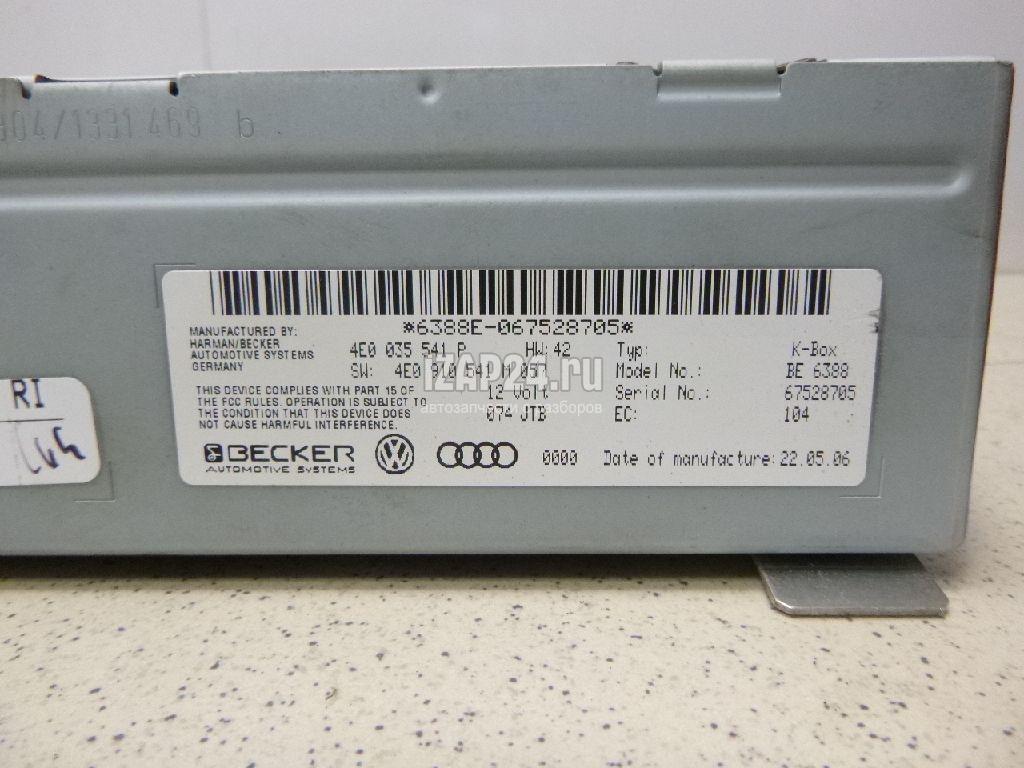 904/1331 469 b
*6388E-067528705*
MANUFACTURED BY:
HARMAN/BECKER
AUTOMOTIVE SYSTEMS
GERMANY
4E0 035 541 P HW:42 Typ: K-Box
SW: 4E0 910 541 M 057 Model No.: BE 6388
12 Volt Serial No.: 67528705
074 JTB EC: 104
THIS DEVICE COMPLIES WITH PART 15 OF
THE FCC RULES. OPERATION IS SUBJECT TO
THE CONDITION THAT THIS DEVICE DOES
NOT CAUSE HARMFUL INTERFERENCE.
BECKER
AUTOMOTIVE SYSTEMS
0000 Date of manufacture: 22.05.06
RI
IZAP24.ru
автозапчасти с разборов